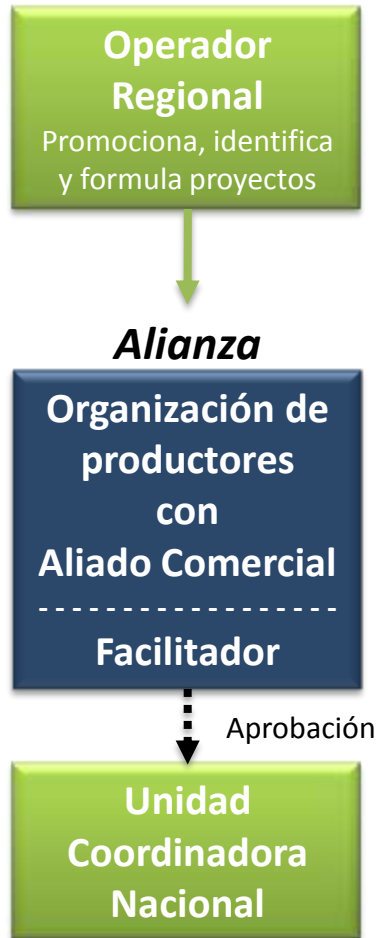 Operador
Regional
Promociona, identifica
y formula proyectos
Alianza
Organización de
productores
con
Aliado Comercial
- - - - - - - - - - - - - - - - - -
Facilitador
Aprobación
Unidad
Coordinadora
Nacional